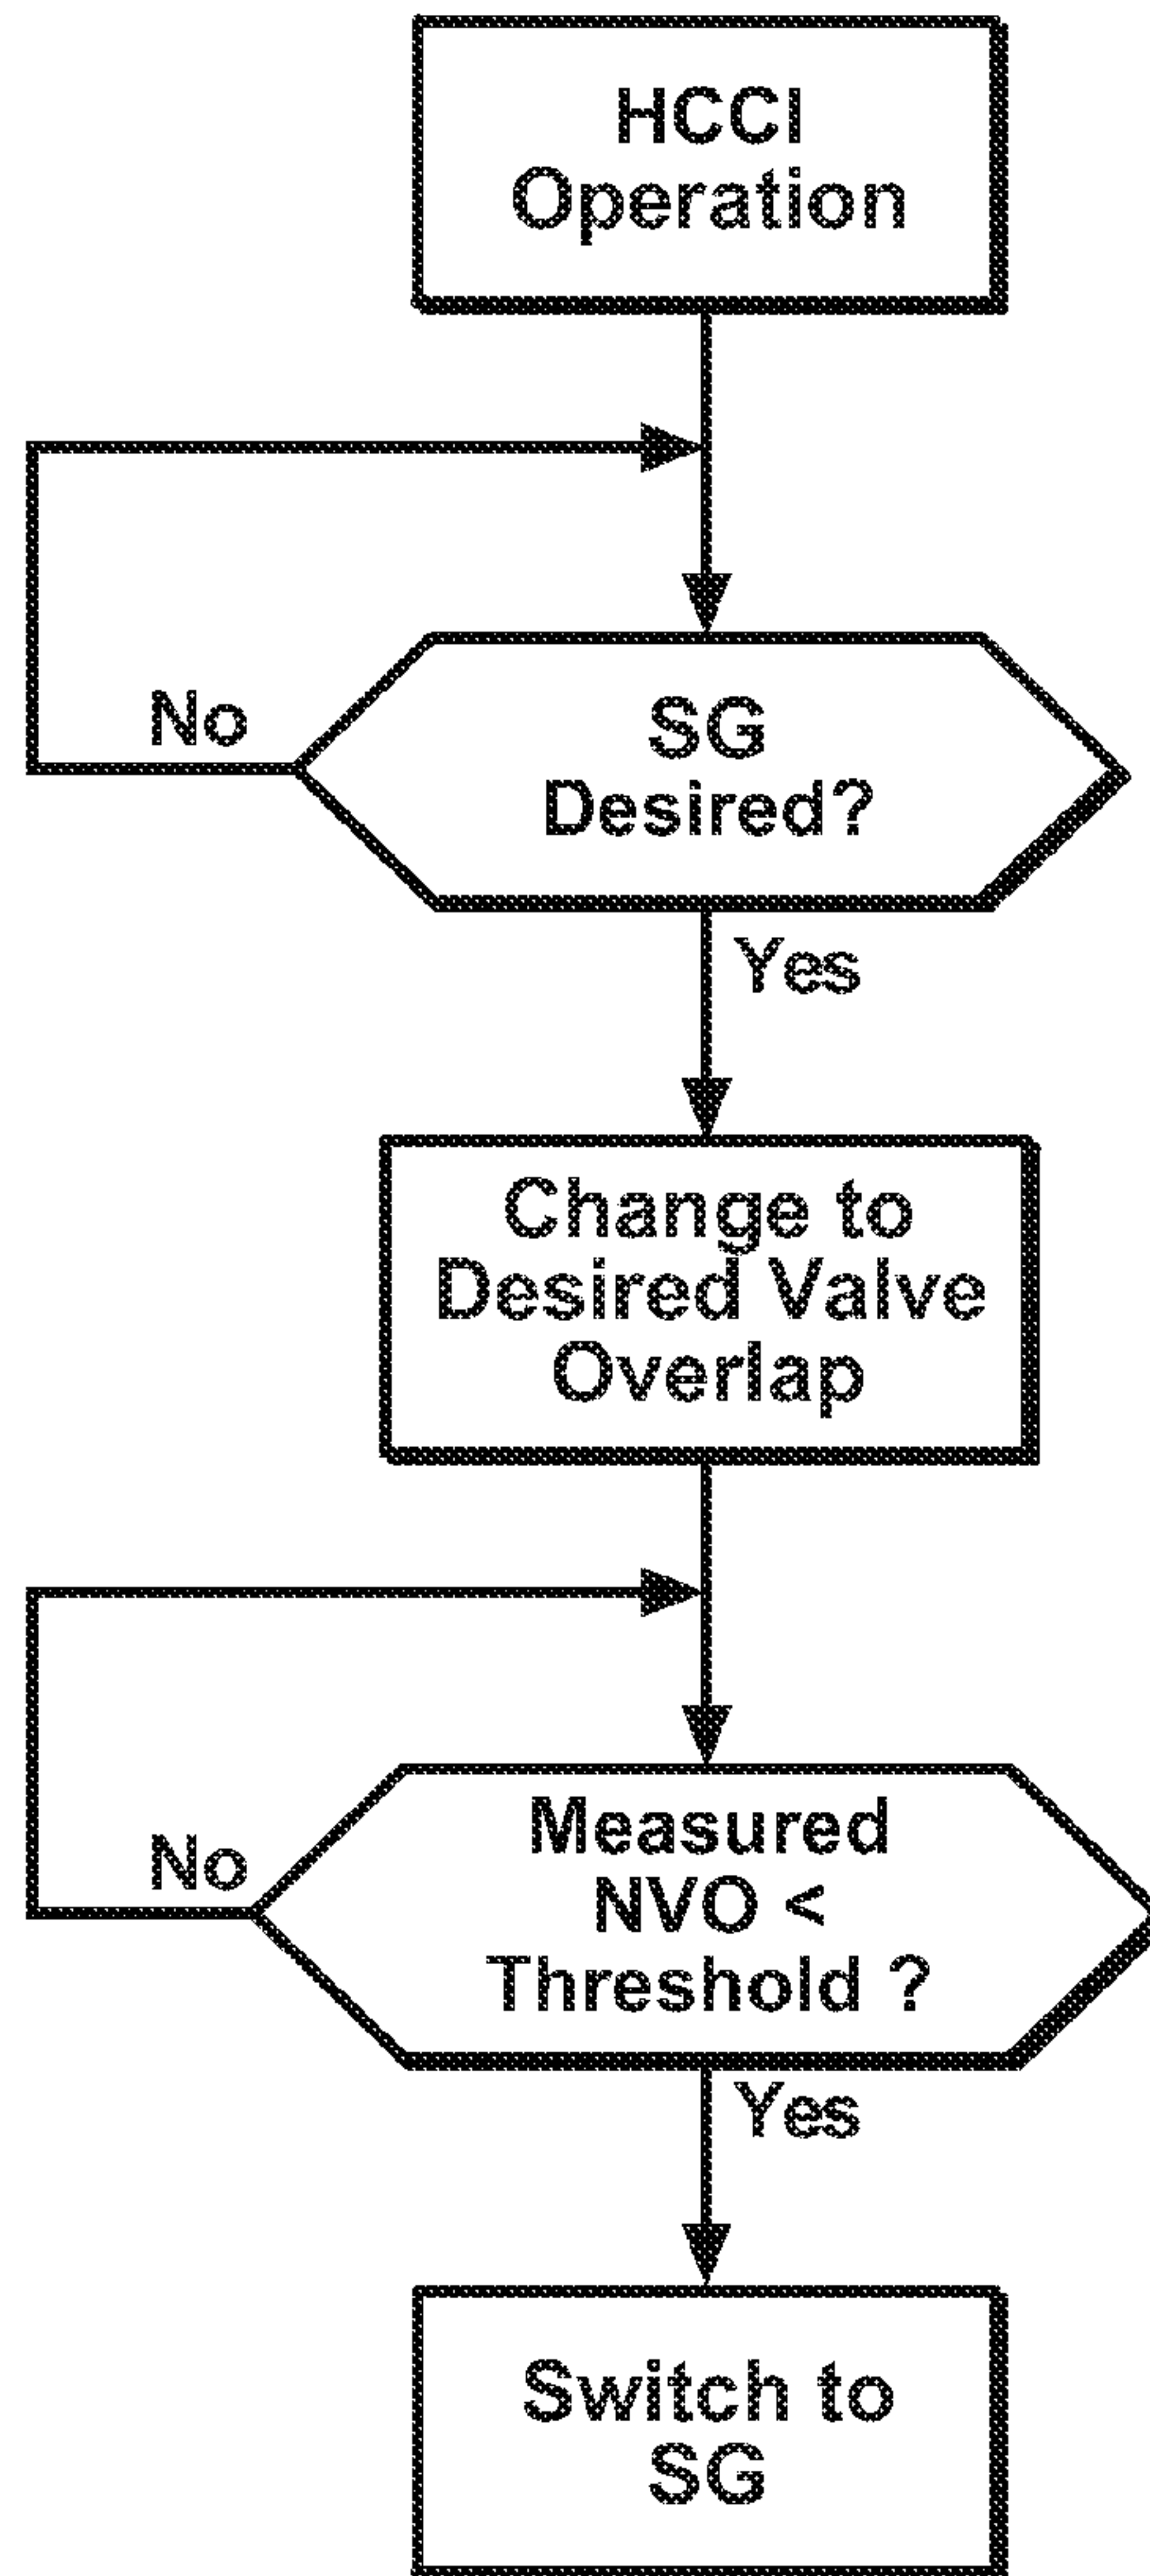 HCCI
Operation
No
SG
Desired?
Yes
Change to
Desired Valve
Overlap
No
Measured
NVO <
Threshold ?
Yes
Switch to
SG